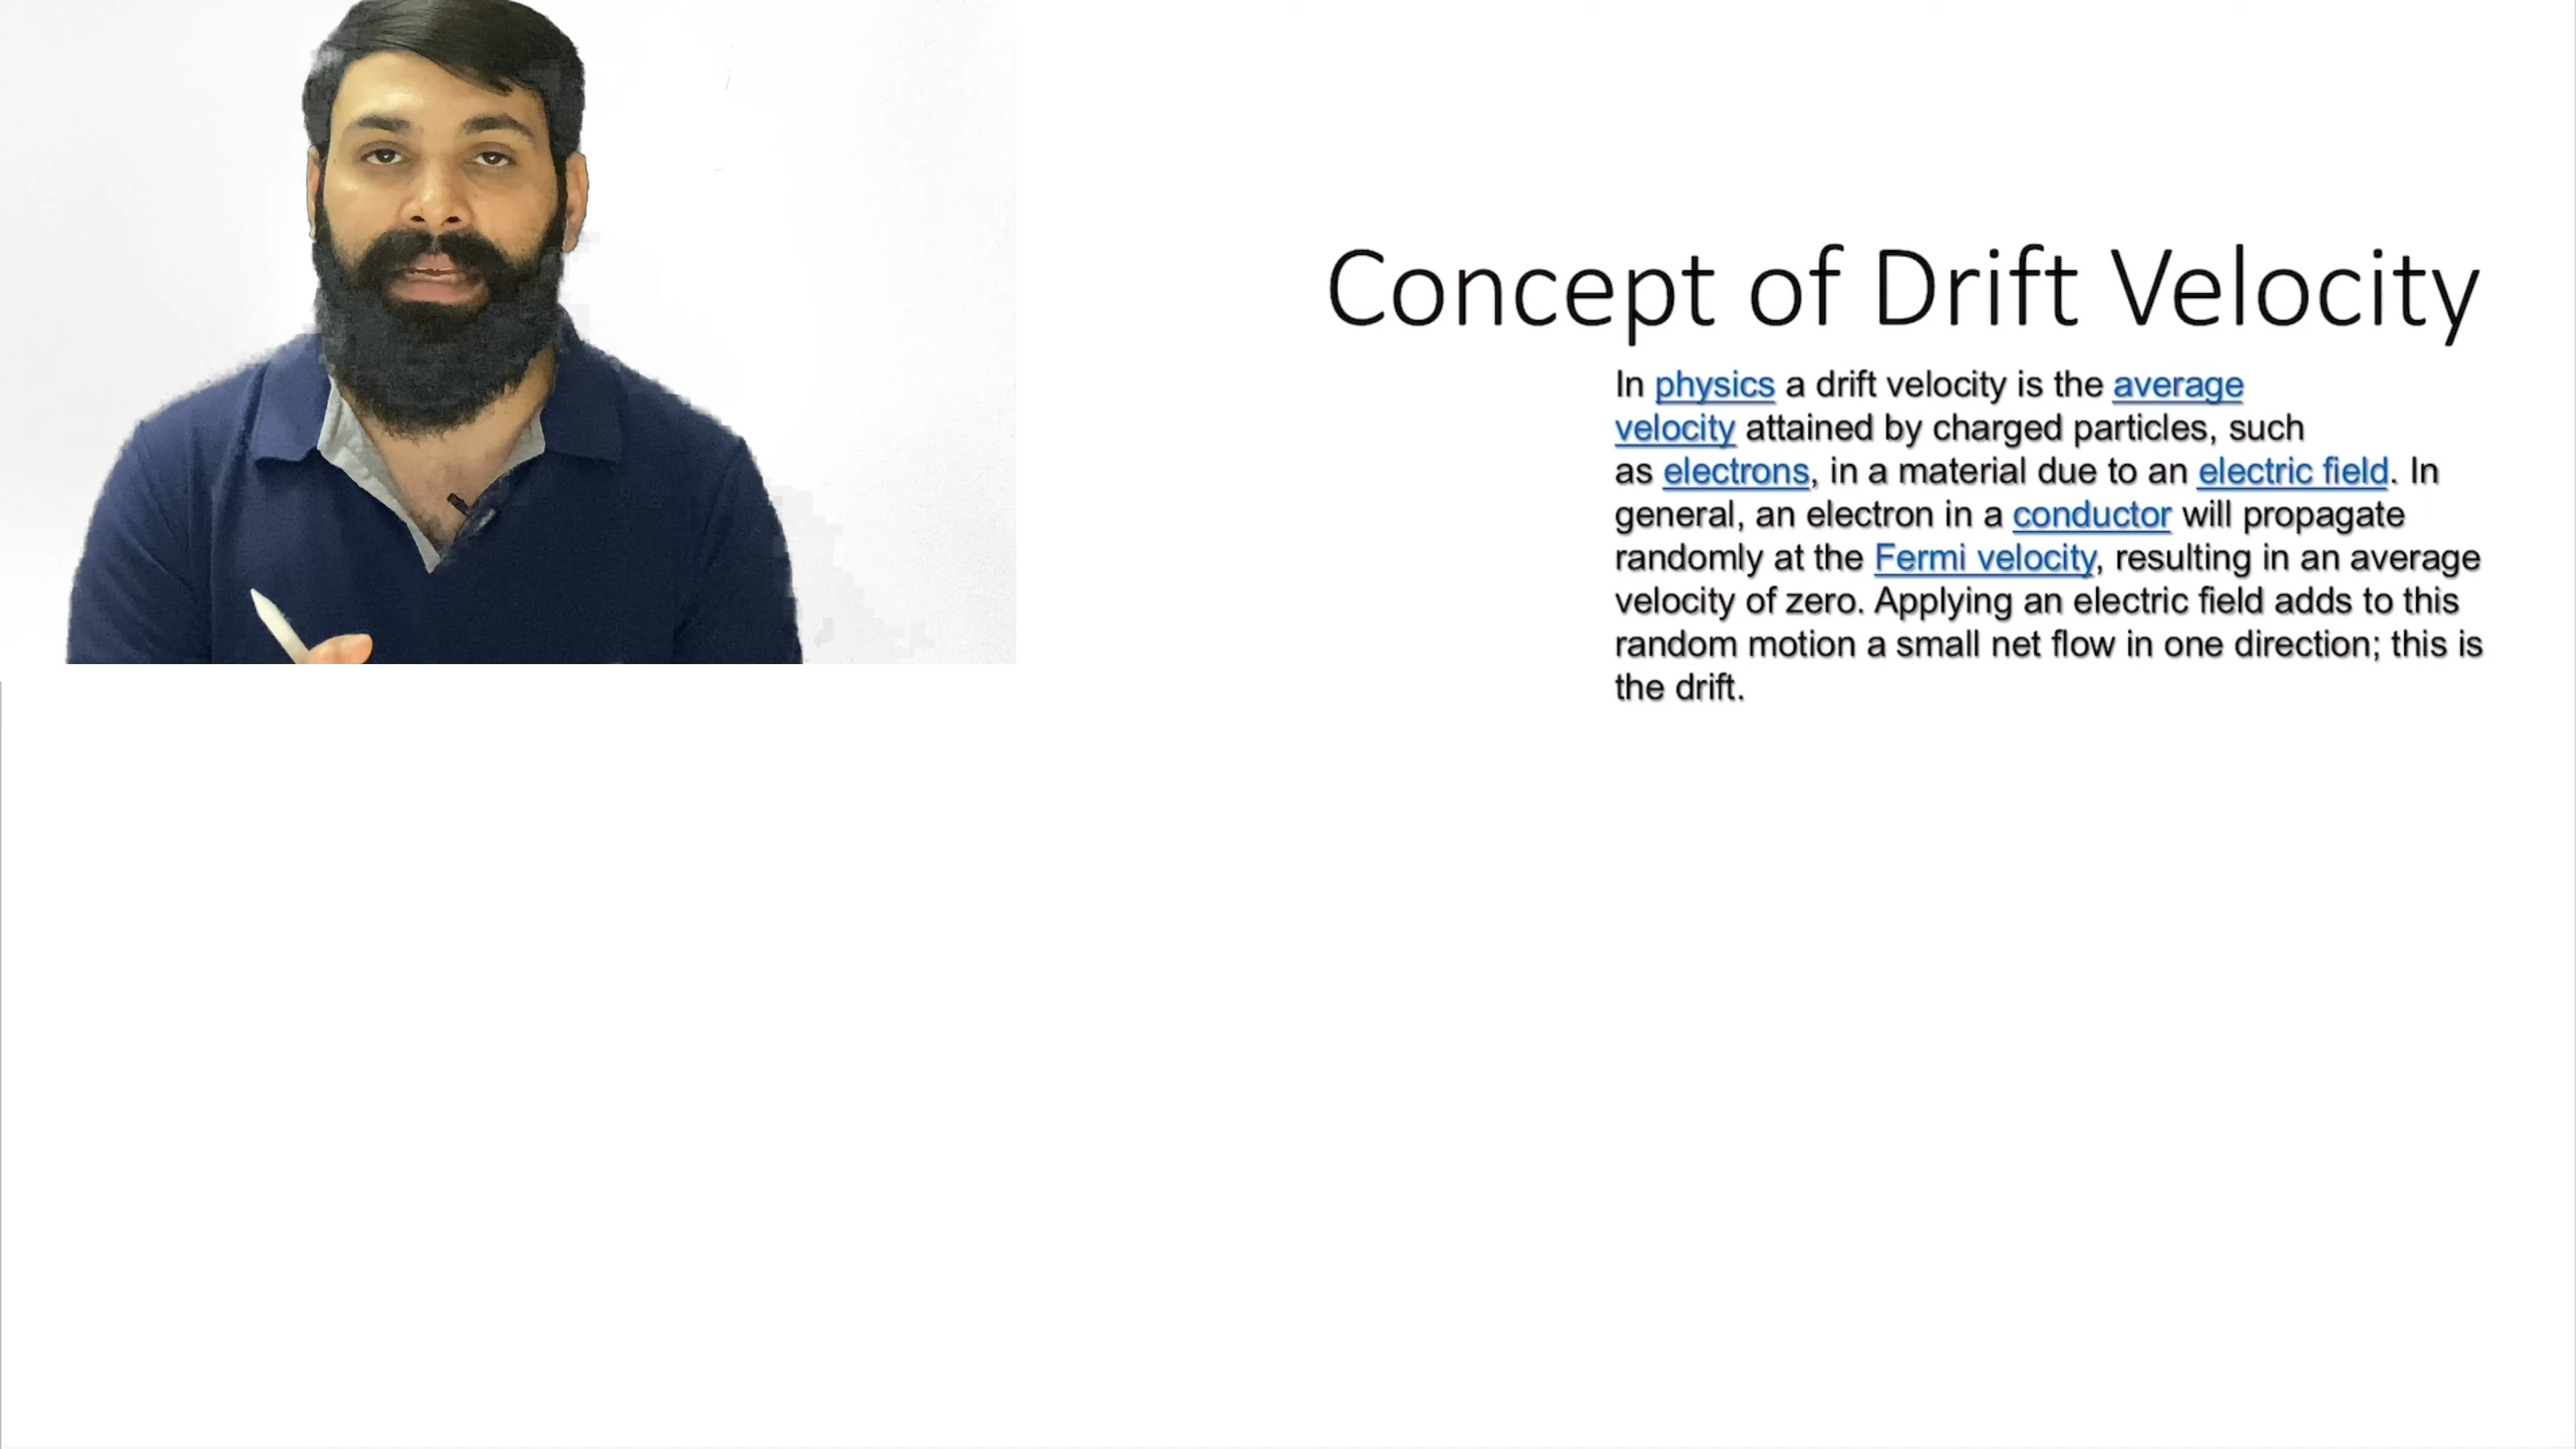 Concept of Drift Velocity
In physics a drift velocity is the average
velocity attained by charged particles, such
as electrons, in a material due to an electric field. In
general, an electron in a conductor will propagate
randomly at the Fermi velocity, resulting in an average
velocity of zero. Applying an electric field adds to this
random motion a small net flow in one direction; this is
the drift.